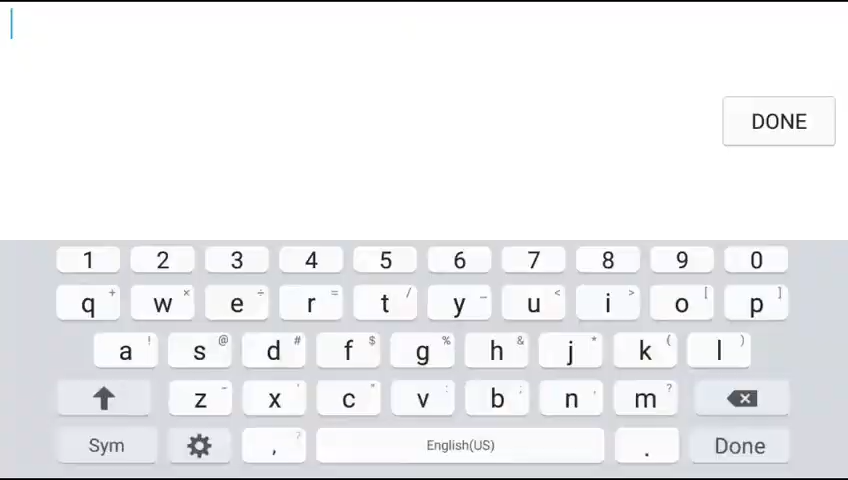 DONE
1 2 3 4 5 6 7 8 9 0
q + w × e ÷ r = t / y _ u < i > o [ p ]
a ! s @ d # f $ g % h & j * k ( l )
z - x ' c " v : b ; n , m ?
Sym , ? English(US) . Done